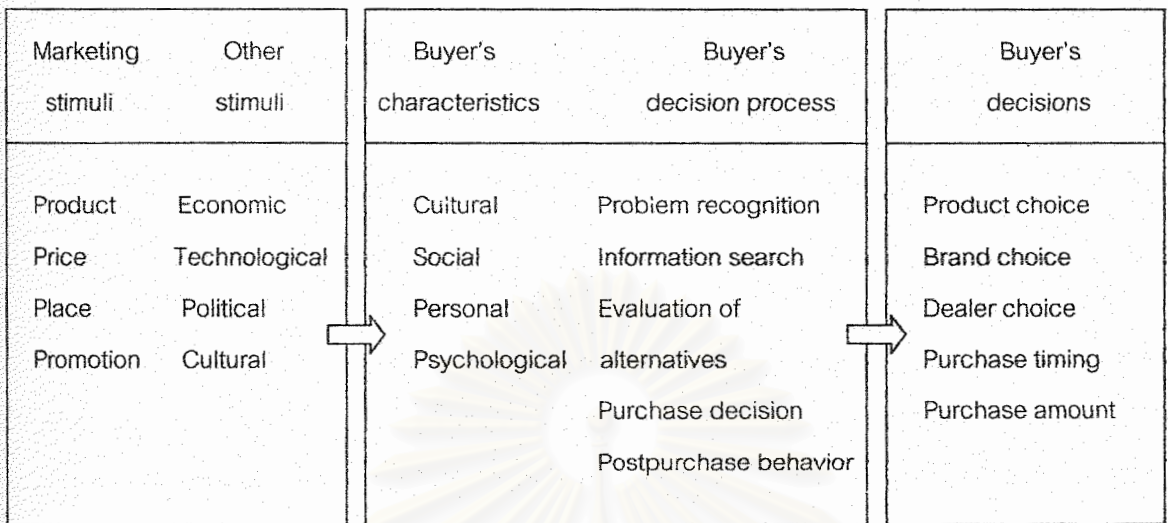 Marketing Other
stimuli stimuli
Product Economic
Price Technological
Place Political
Promotion Cultural
Buyer's Buyer's
characteristics decision process
Cultural Problem recognition
Social Information search
Personal Evaluation of
Psychological alternatives
Purchase decision
Postpurchase behavior
Buyer's
decisions
Product choice
Brand choice
Dealer choice
Purchase timing
Purchase amount